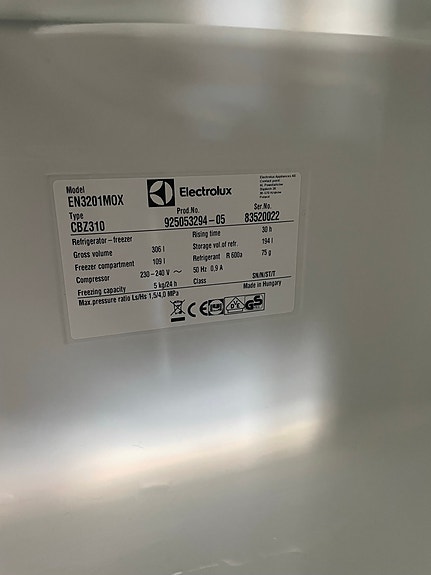 Model
EN3201MOX
Electrolux
Type
CBZ310
Prod.No.
925053294-05
Ser.No.
83520022
Refrigerator-freezer
Rising time 30 h
Gross volume 306 l
Storage vol.of refr. 194 l
Freezer compartment 109 l
Refrigerant R 600a 75 g
Compressor 230-240 V ~ 50 Hz 0,9 A
Freezing capacity 5 kg/24 h
Class SN/N/ST/T
Max.pressure ratio Ls/Hs 1,5/4,0 MPa
Made in Hungary
CE
GS